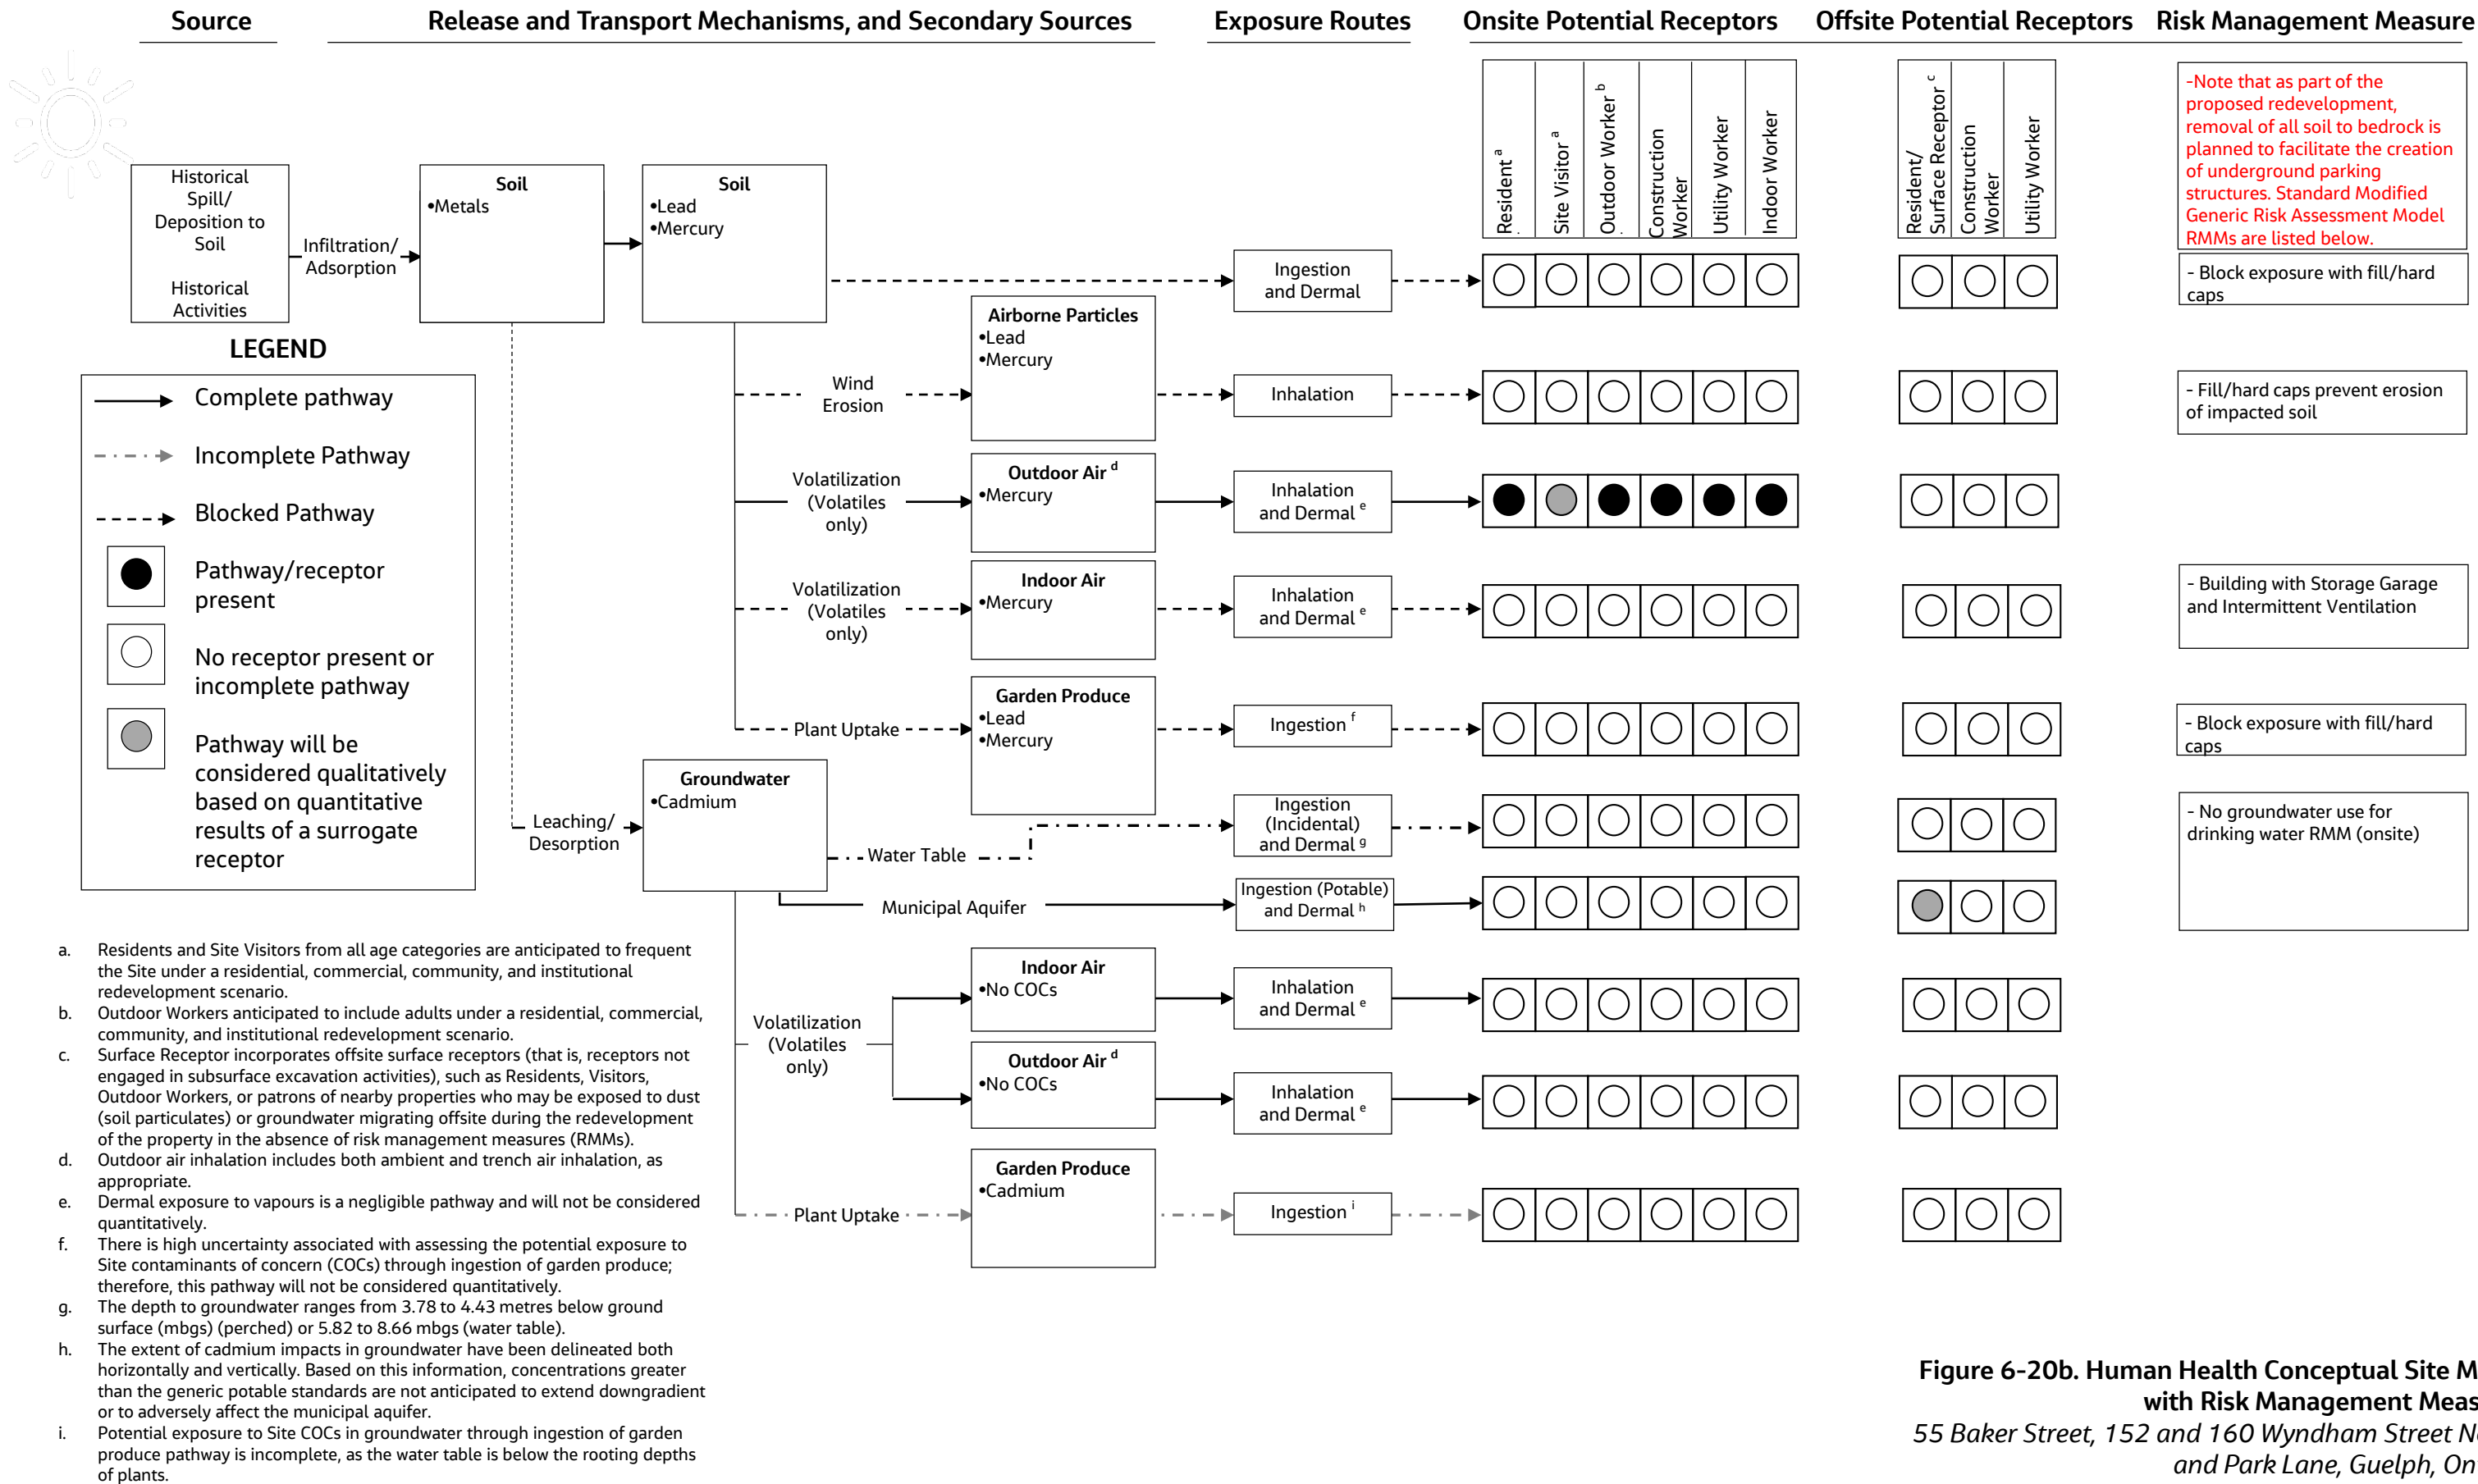 Source
Release and Transport Mechanisms, and Secondary Sources
Exposure Routes
Onsite Potential Receptors
Offsite Potential Receptors
Risk Management Measure
Resident a
Site Visitor a
Outdoor Worker b
Construction
Worker
Utility Worker
Indoor Worker
Resident/
Surface Receptor c
Construction
Worker
Utility Worker
-Note that as part of the
proposed redevelopment,
removal of all soil to bedrock is
planned to facilitate the creation
of underground parking
structures. Standard Modified
Generic Risk Assessment Model
RMMs are listed below.
Historical
Spill/
Deposition to
Soil
Historical
Activities
Infiltration/
Adsorption
Soil
•Metals
Soil
•Lead
•Mercury
Ingestion
and Dermal
- Block exposure with fill/hard
caps
Wind
Erosion
Airborne Particles
•Lead
•Mercury
Inhalation
- Fill/hard caps prevent erosion
of impacted soil
Volatilization
(Volatiles
only)
Outdoor Air d
•Mercury
Inhalation
and Dermal e
Volatilization
(Volatiles
only)
Indoor Air
•Mercury
Inhalation
and Dermal e
- Building with Storage Garage
and Intermittent Ventilation
Plant Uptake
Garden Produce
•Lead
•Mercury
Ingestion f
- Block exposure with fill/hard
caps
Leaching/
Desorption
Groundwater
•Cadmium
Water Table
Ingestion
(Incidental)
and Dermal g
- No groundwater use for
drinking water RMM (onsite)
Municipal Aquifer
Ingestion (Potable)
and Dermal h
Volatilization
(Volatiles
only)
Indoor Air
•No COCs
Inhalation
and Dermal e
Outdoor Air d
•No COCs
Inhalation
and Dermal e
Plant Uptake
Garden Produce
•Cadmium
Ingestion i
LEGEND
Complete pathway
Incomplete Pathway
Blocked Pathway
Pathway/receptor
present
No receptor present or
incomplete pathway
Pathway will be
considered qualitatively
based on quantitative
results of a surrogate
receptor
a. Residents and Site Visitors from all age categories are anticipated to frequent
the Site under a residential, commercial, community, and institutional
redevelopment scenario.
b. Outdoor Workers anticipated to include adults under a residential, commercial,
community, and institutional redevelopment scenario.
c. Surface Receptor incorporates offsite surface receptors (that is, receptors not
engaged in subsurface excavation activities), such as Residents, Visitors,
Outdoor Workers, or patrons of nearby properties who may be exposed to dust
(soil particulates) or groundwater migrating offsite during the redevelopment
of the property in the absence of risk management measures (RMMs).
d. Outdoor air inhalation includes both ambient and trench air inhalation, as
appropriate.
e. Dermal exposure to vapours is a negligible pathway and will not be considered
quantitatively.
f. There is high uncertainty associated with assessing the potential exposure to
Site contaminants of concern (COCs) through ingestion of garden produce;
therefore, this pathway will not be considered quantitatively.
g. The depth to groundwater ranges from 3.78 to 4.43 metres below ground
surface (mbgs) (perched) or 5.82 to 8.66 mbgs (water table).
h. The extent of cadmium impacts in groundwater have been delineated both
horizontally and vertically. Based on this information, concentrations greater
than the generic potable standards are not anticipated to extend downgradient
or to adversely affect the municipal aquifer.
i. Potential exposure to Site COCs in groundwater through ingestion of garden
produce pathway is incomplete, as the water table is below the rooting depths
of plants.
Figure 6-20b. Human Health Conceptual Site M
with Risk Management Meas
55 Baker Street, 152 and 160 Wyndham Street No
and Park Lane, Guelph, On